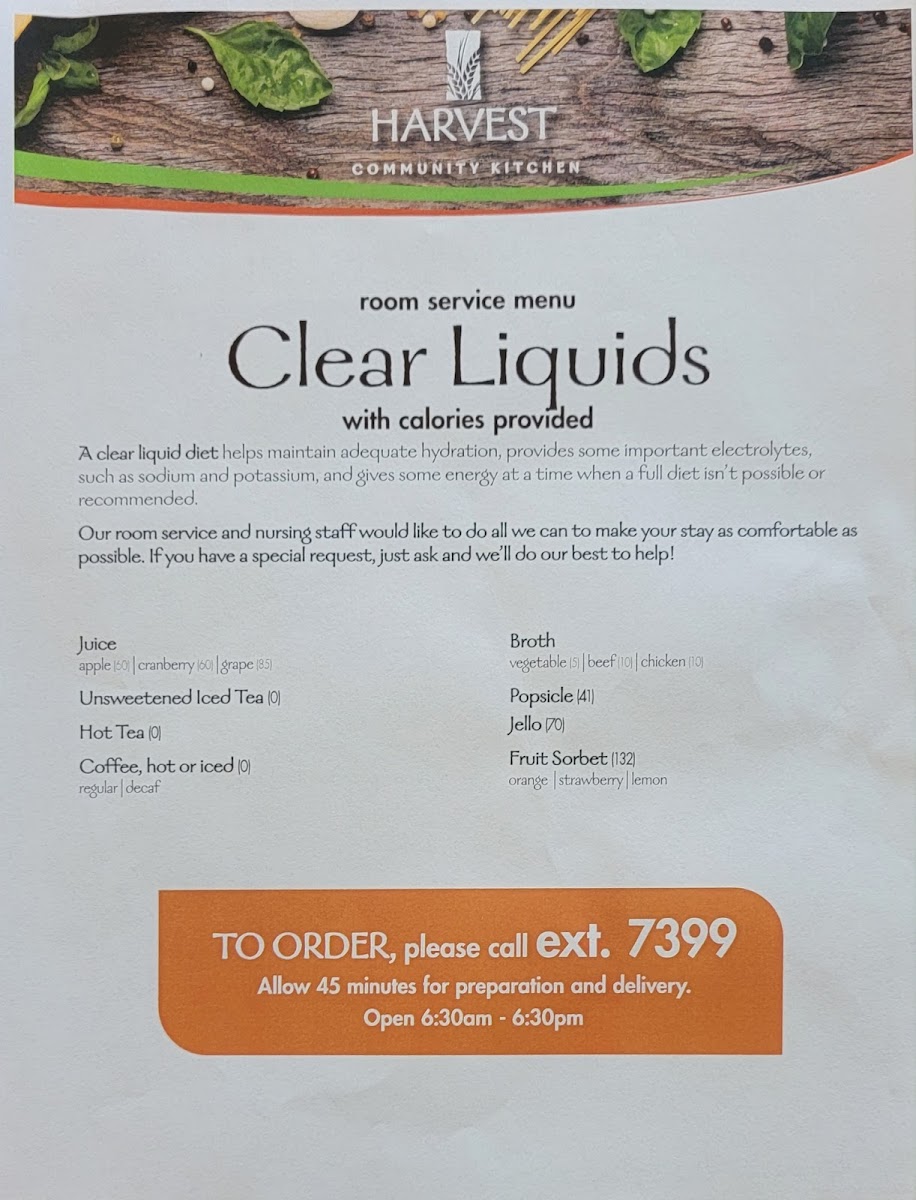 HARVEST
COMMUNITY KITCHEN
room service menu
Clear Liquids
with calories provided
A clear liquid diet helps maintain adequate hydration, provides some important electrolytes,
such as sodium and potassium, and gives some energy at a time when a full diet isn't possible or
recommended.
Our room service and nursing staff would like to do all we can to make your stay as comfortable as
possible. If you have a special request, just ask and we'll do our best to help!
Juice
apple (60) | cranberry (60) | grape (85)
Unsweetened Iced Tea (0)
Hot Tea (0)
Coffee, hot or iced (0)
regular | decaf
Broth
vegetable (5) | beef (10) | chicken (10)
Popsicle (41)
Jello (70)
Fruit Sorbet (132)
orange | strawberry | lemon
TO ORDER, please call ext. 7399
Allow 45 minutes for preparation and delivery.
Open 6:30am - 6:30pm